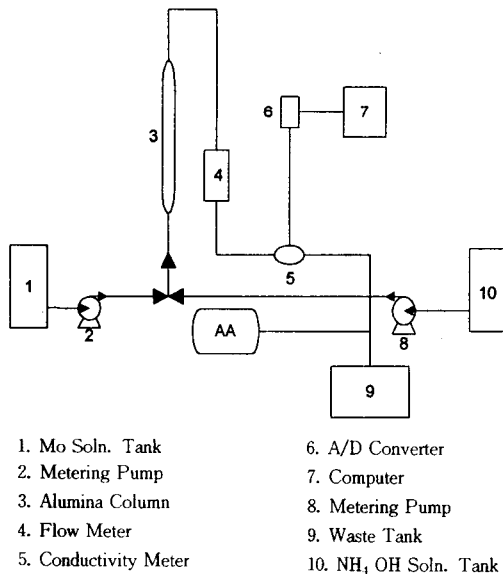 6
7
3
4
5
1
10
2
AA
8
9
1. Mo Soln. Tank
2. Metering Pump
3. Alumina Column
4. Flow Meter
5. Conductivity Meter
6. A/D Converter
7. Computer
8. Metering Pump
9. Waste Tank
10. NH₄ OH Soln. Tank